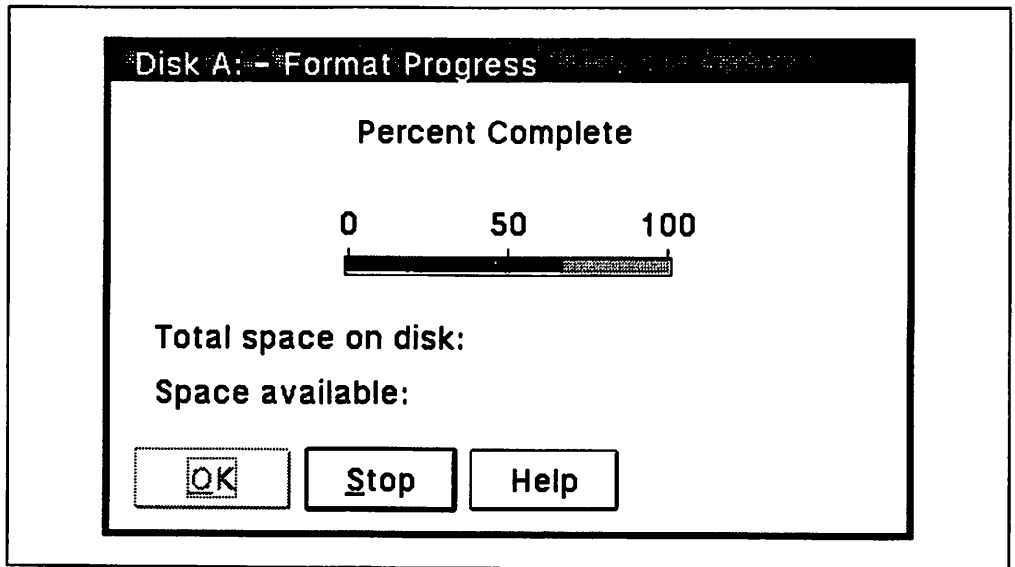 Disk A: – Format Progress
Percent Complete
0 50 100
Total space on disk:
Space available:
OK Stop Help